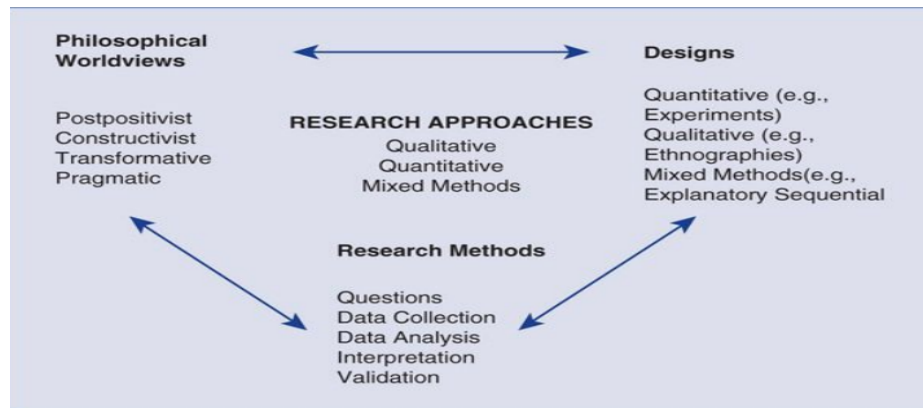 Philosophical
Worldviews
Postpositivist
Constructivist
Transformative
Pragmatic
RESEARCH APPROACHES
Qualitative
Quantitative
Mixed Methods
Designs
Quantitative (e.g.,
Experiments)
Qualitative (e.g.,
Ethnographies)
Mixed Methods(e.g.,
Explanatory Sequential
Research Methods
Questions
Data Collection
Data Analysis
Interpretation
Validation